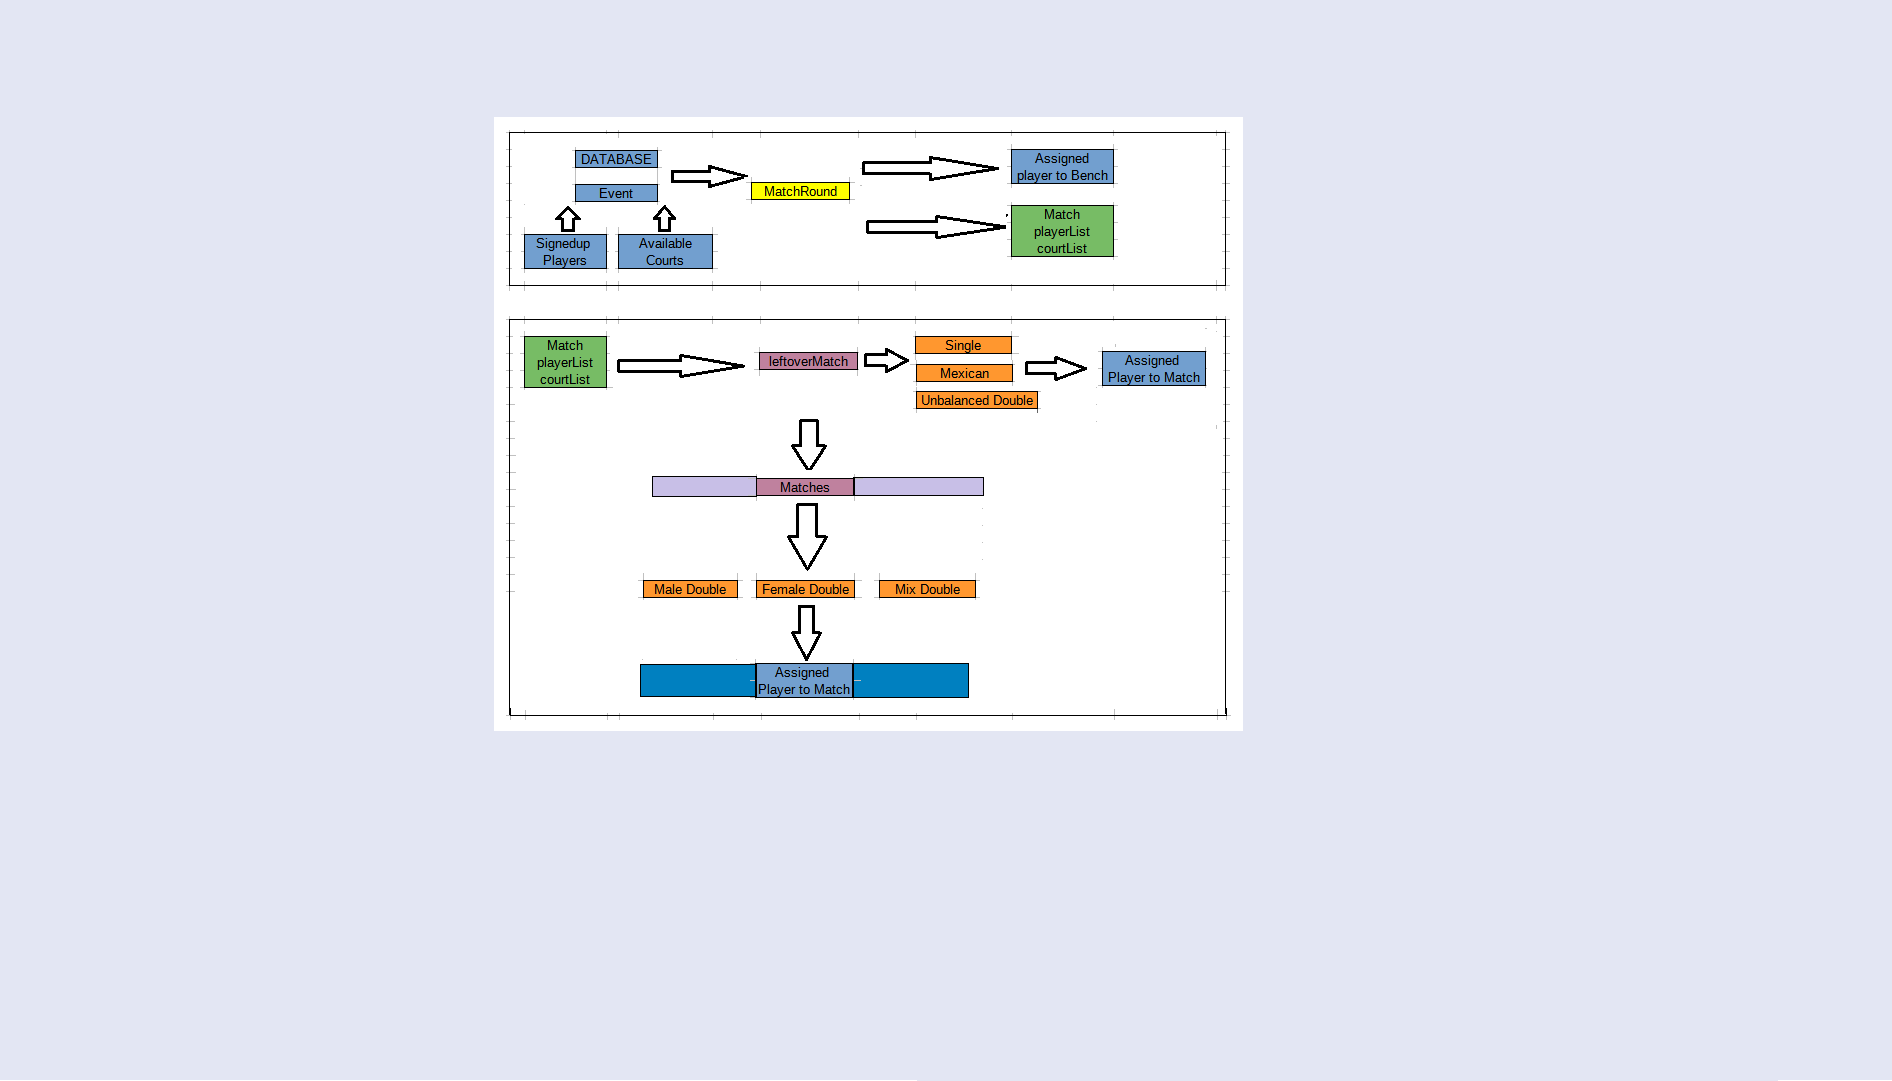 DATABASE
Event
Signedup
Players
Available
Courts
MatchRound
Assigned
player to Bench
Match
playerList
courtList
Match
playerList
courtList
leftoverMatch
Single
Mexican
Unbalanced Double
Assigned
Player to Match
Matches
Male Double
Female Double
Mix Double
Assigned
Player to Match